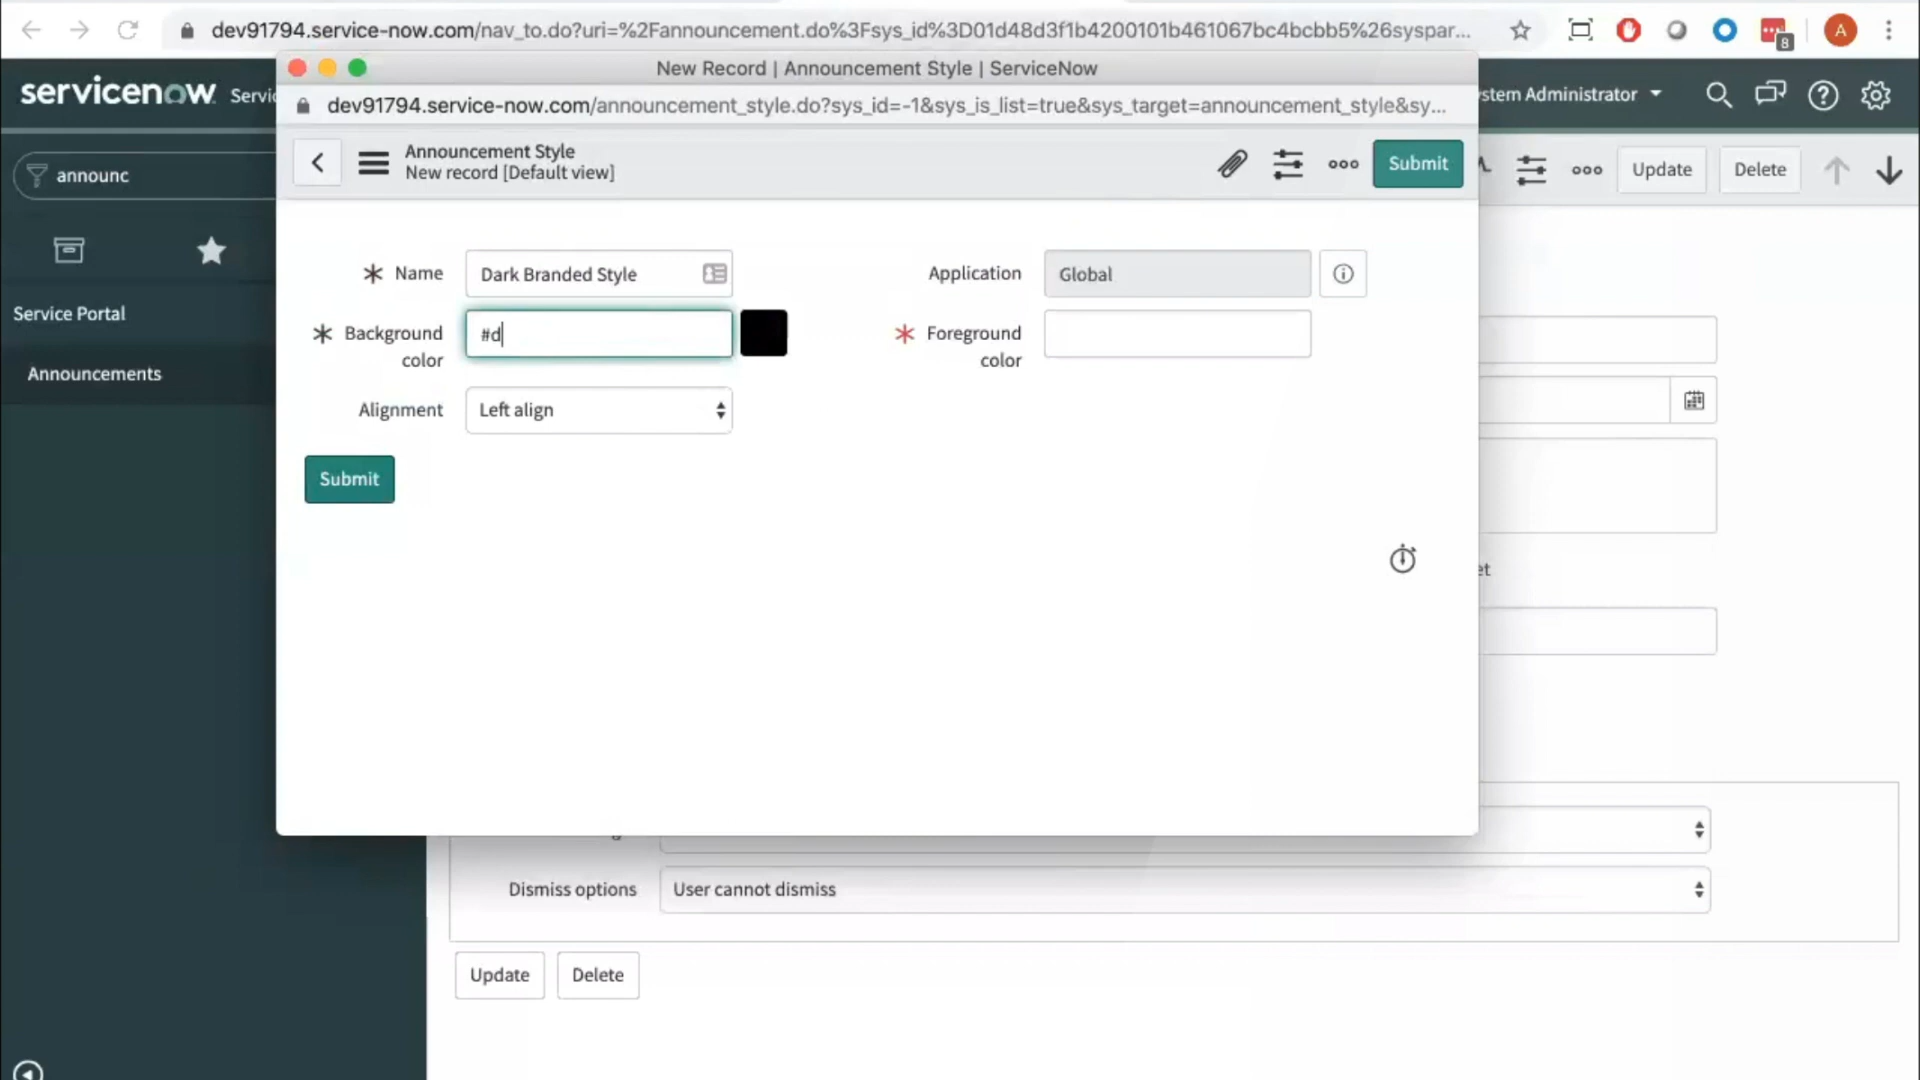 dev91794.service-now.com/nav_to.do?uri=%2Fannouncement.do%3Fsys_id%3D01d48d3f1b4200101b461067bc4bcbb5%26syspar...
8
A
New Record | Announcement Style | ServiceNow
servicenow
dev91794.service-now.com/announcement_style.do?sys_id=-1&sys_is_list=true&sys_target=announcement_style&sy...
Administrator
Announcement Style
New record [Default view]
Submit
Update
Delete
announc
Name
Dark Branded Style
Application
Global
Background color
#d
Foreground color
Alignment
Left align
Submit
Service Portal
Announcements
Dismiss options
User cannot dismiss
Update
Delete